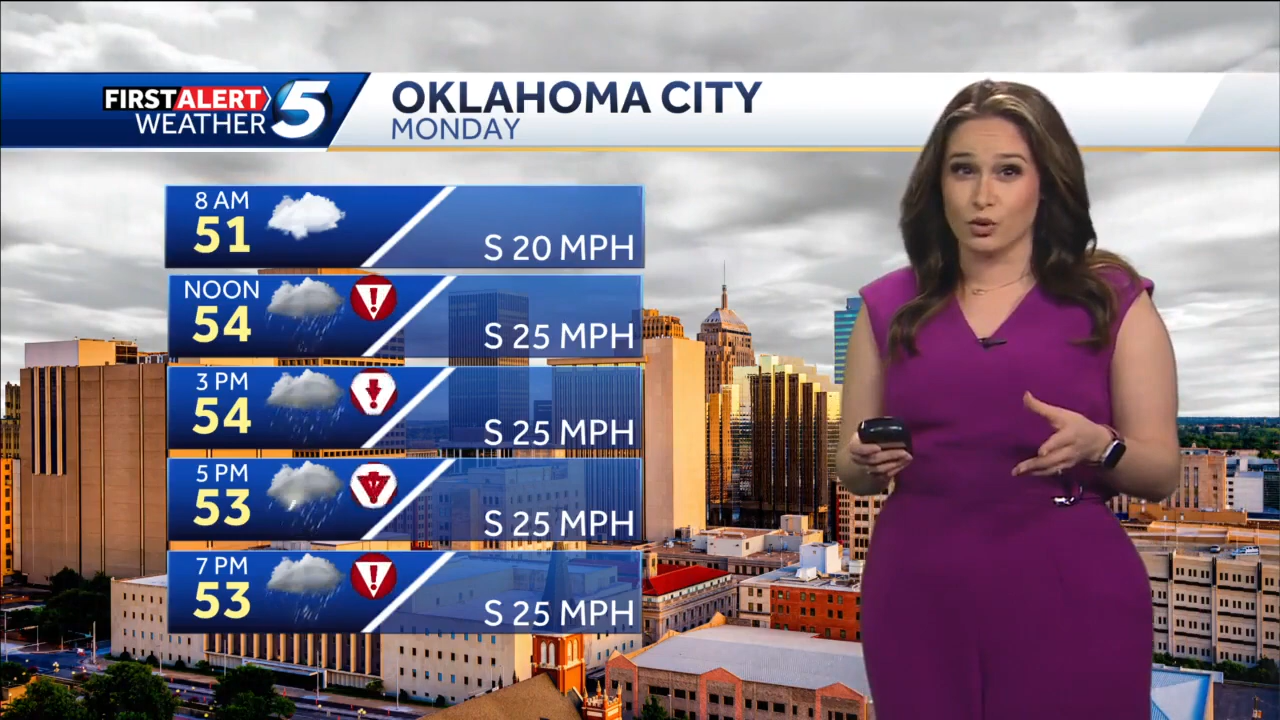 FIRST ALERT
WEATHER 5
OKLAHOMA CITY
MONDAY
8 AM
51
S 20 MPH
NOON
54
S 25 MPH
3 PM
54
S 25 MPH
5 PM
53
S 25 MPH
7 PM
53
S 25 MPH